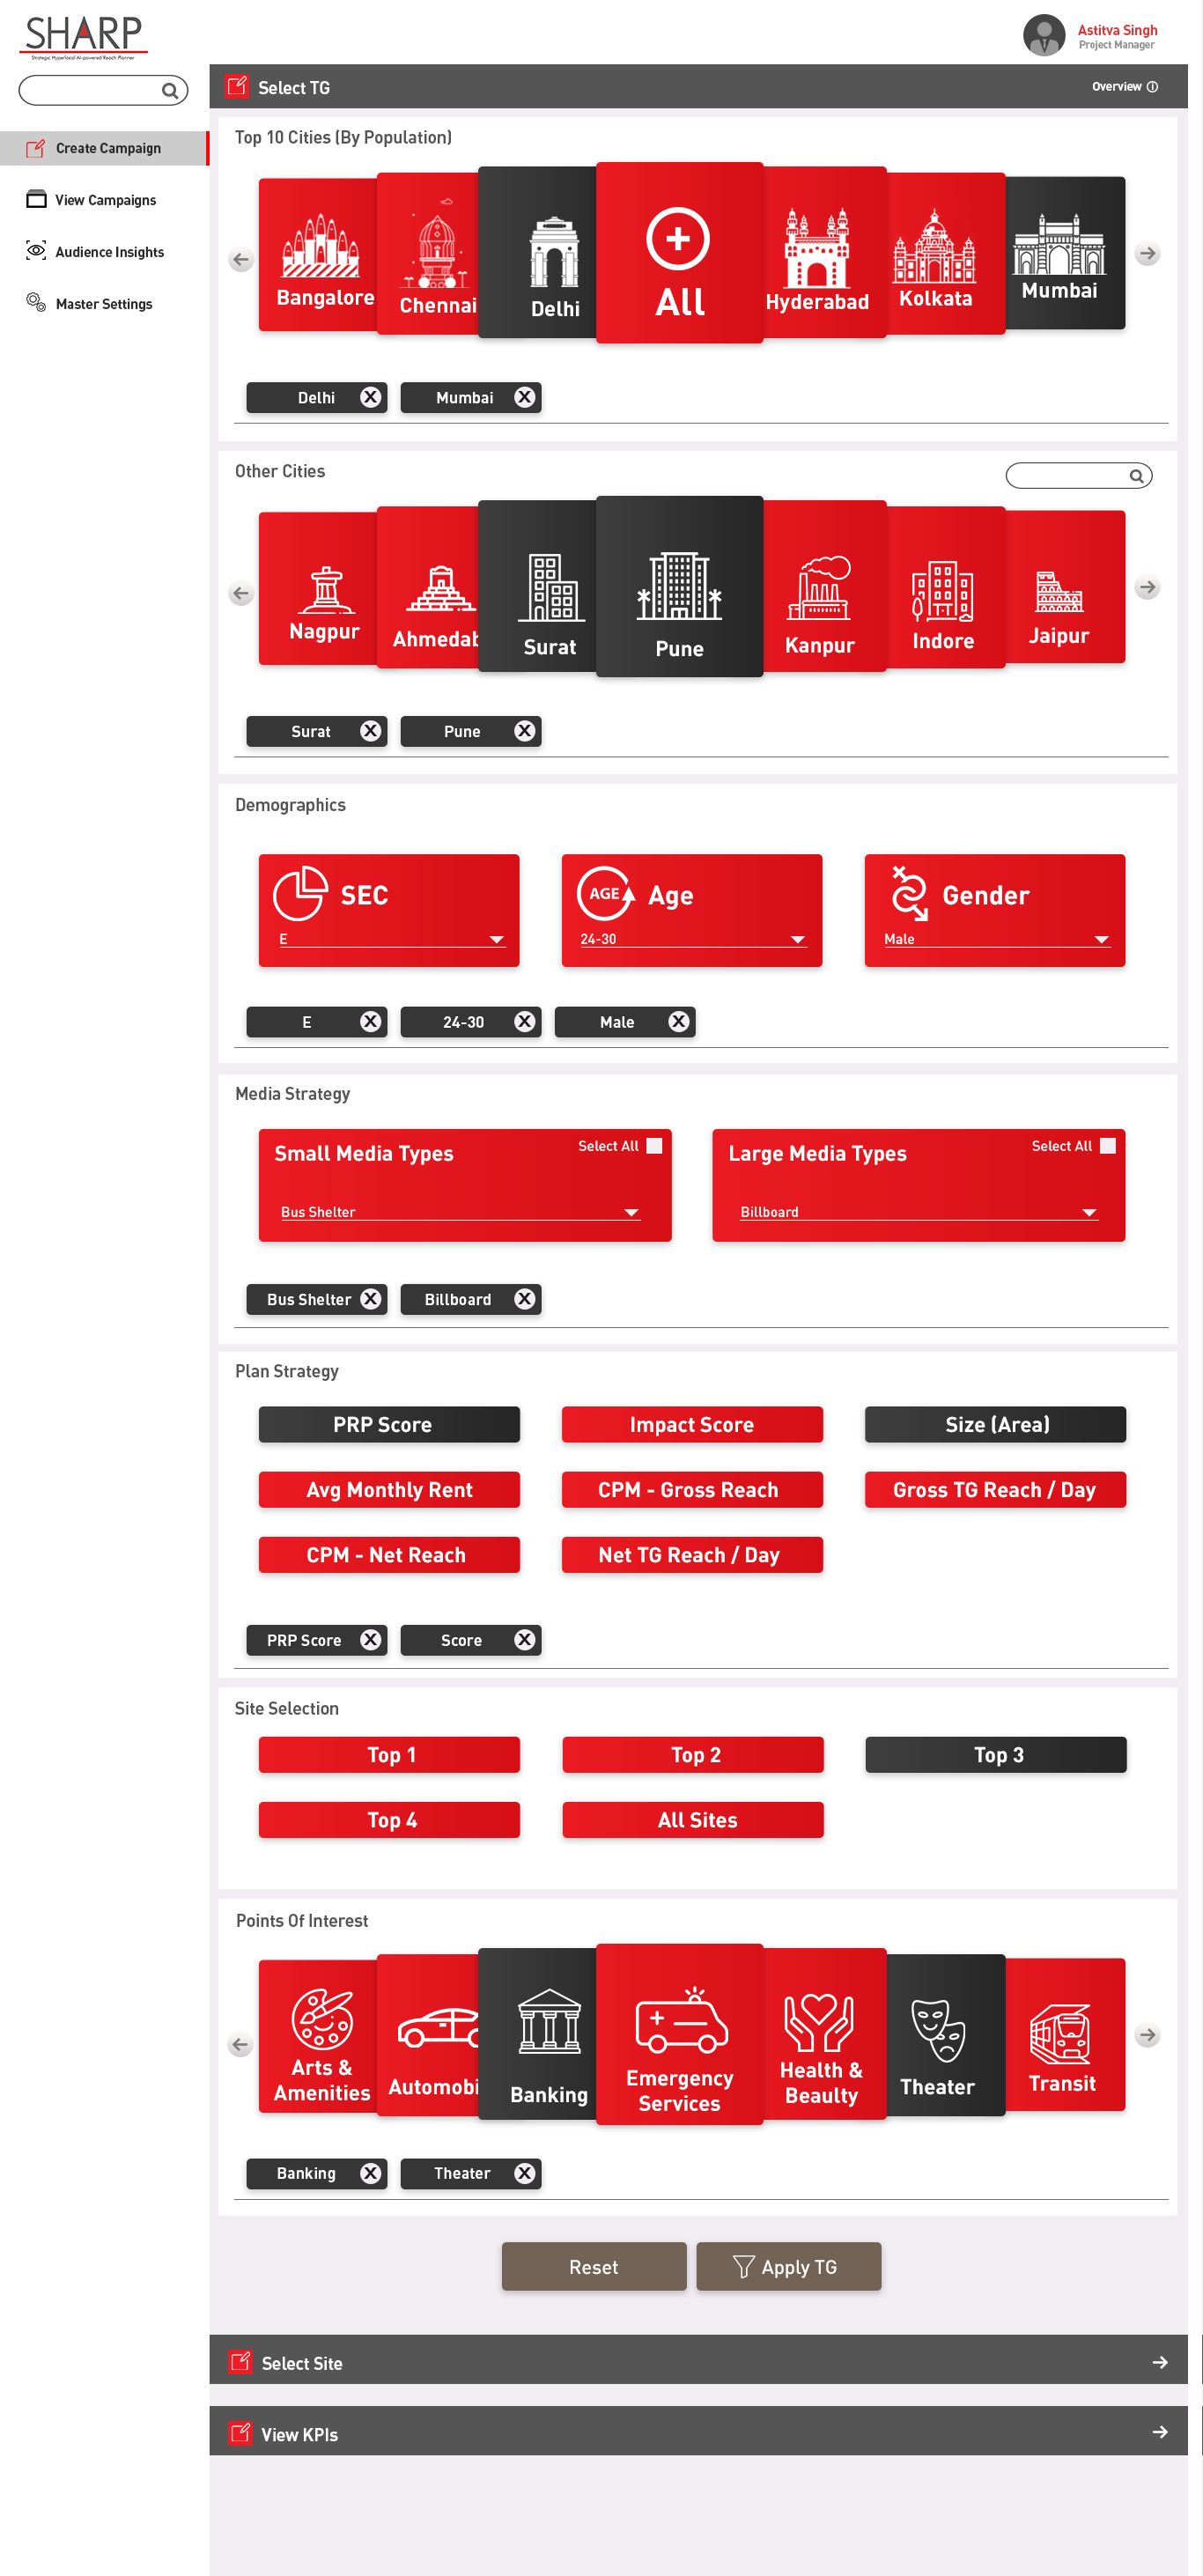 SHARP
Strategic Hyperlocal AI-powered Reach Planner
Astitva Singh
Project Manager
Create Campaign
View Campaigns
Audience Insights
Master Settings
Select TG
Overview
Top 10 Cities (By Population)
Bangalore
Chennai
Delhi
All
Hyderabad
Kolkata
Mumbai
Delhi X
Mumbai X
Other Cities
Nagpur
Ahmedab
Surat
Pune
Kanpur
Indore
Jaipur
Surat X
Pune X
Demographics
SEC
E
AGE
Age
24-30
Gender
Male
E X
24-30 X
Male X
Media Strategy
Small Media Types
Select All
Bus Shelter
Large Media Types
Select All
Billboard
Bus Shelter X
Billboard X
Plan Strategy
PRP Score
Impact Score
Size (Area)
Avg Monthly Rent
CPM - Gross Reach
Gross TG Reach / Day
CPM - Net Reach
Net TG Reach / Day
PRP Score X
Score X
Site Selection
Top 1
Top 2
Top 3
Top 4
All Sites
Points Of Interest
Arts &
Amenities
Automobi
Banking
Emergency
Services
Health &
Beaulty
Theater
Transit
Banking X
Theater X
Reset
Apply TG
Select Site
View KPIs